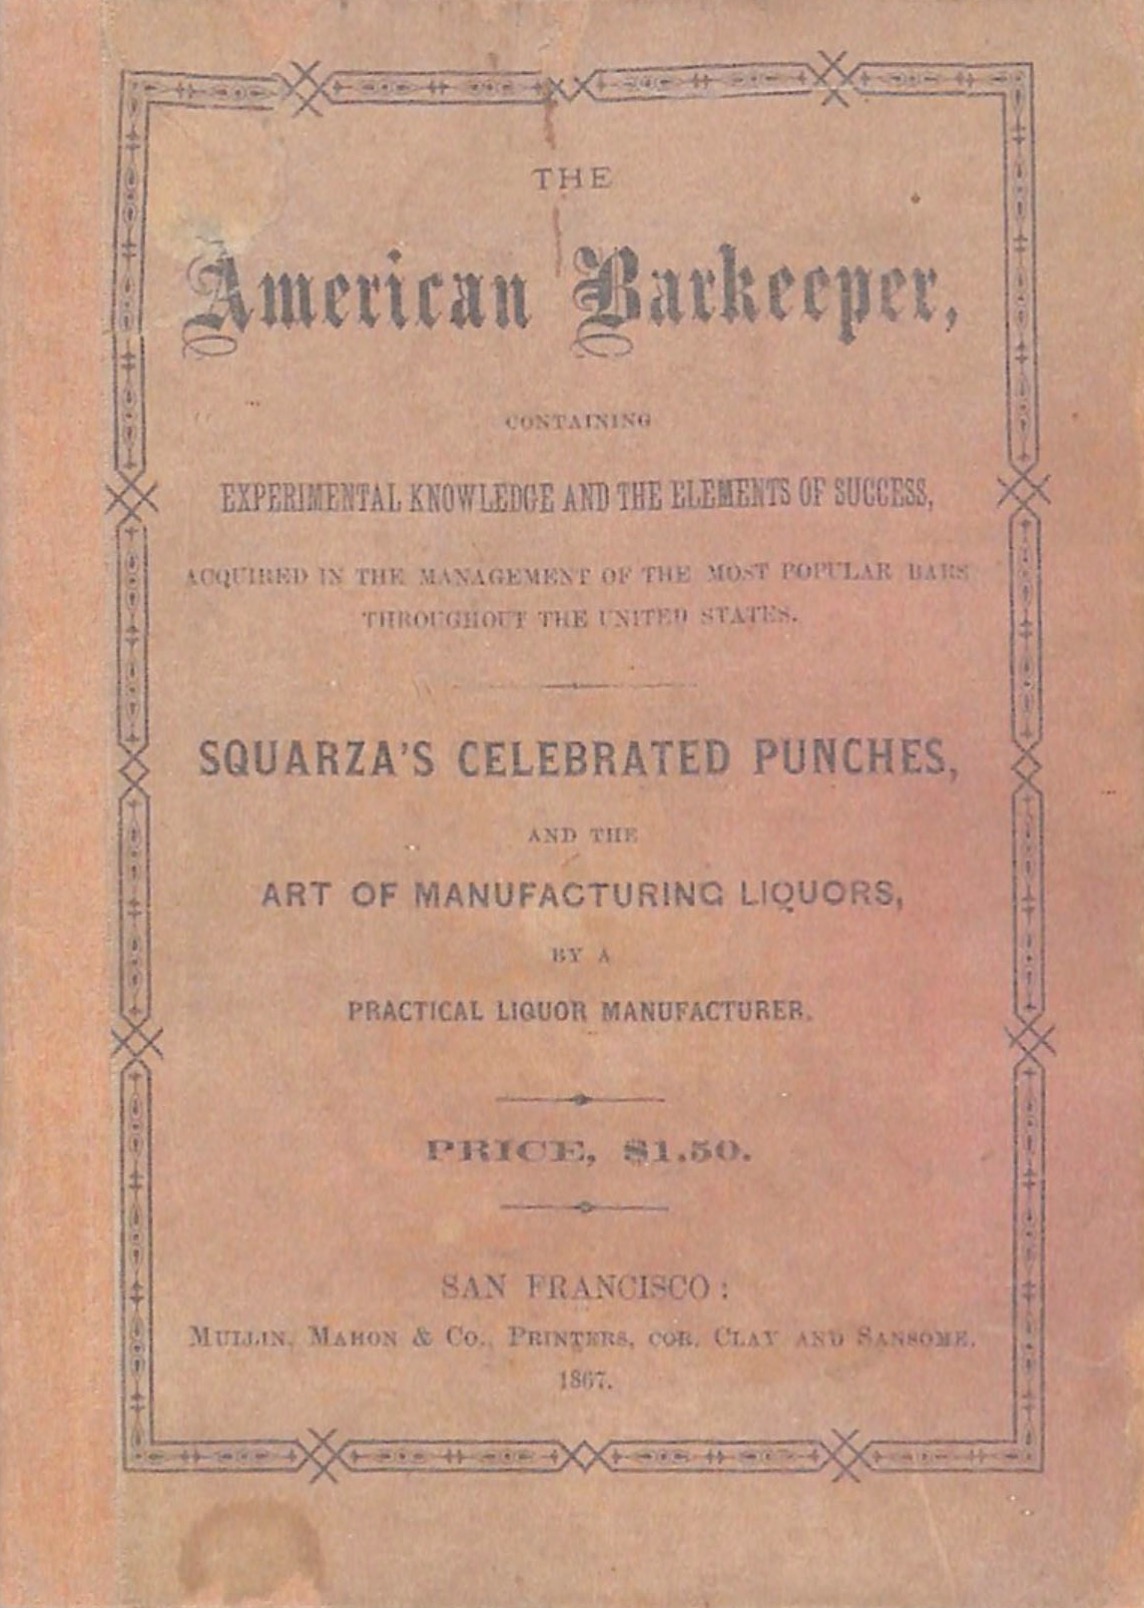 THE
American Barkeeper,
CONTAINING
EXPERIMENTAL KNOWLEDGE AND THE ELEMENTS OF SUCCESS,
ACQUIRED IN THE MANAGEMENT OF THE MOST POPULAR BARS
THROUGHOUT THE UNITED STATES.
SQUARZA'S CELEBRATED PUNCHES,
AND THE
ART OF MANUFACTURING LIQUORS,
BY A
PRACTICAL LIQUOR MANUFACTURER.
PRICE, $1.50.
SAN FRANCISCO:
MULLIN, MAHON & CO., PRINTERS, COR. CLAY AND SANSOME.
1867.